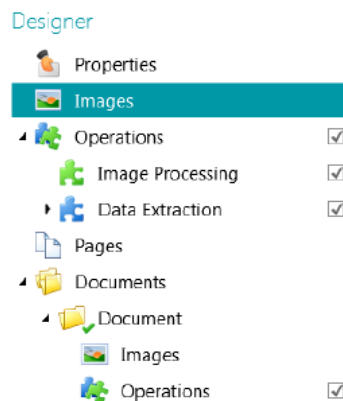 Designer
Properties
Images
Operations
Image Processing
Data Extraction
Pages
Documents
Document
Images
Operations